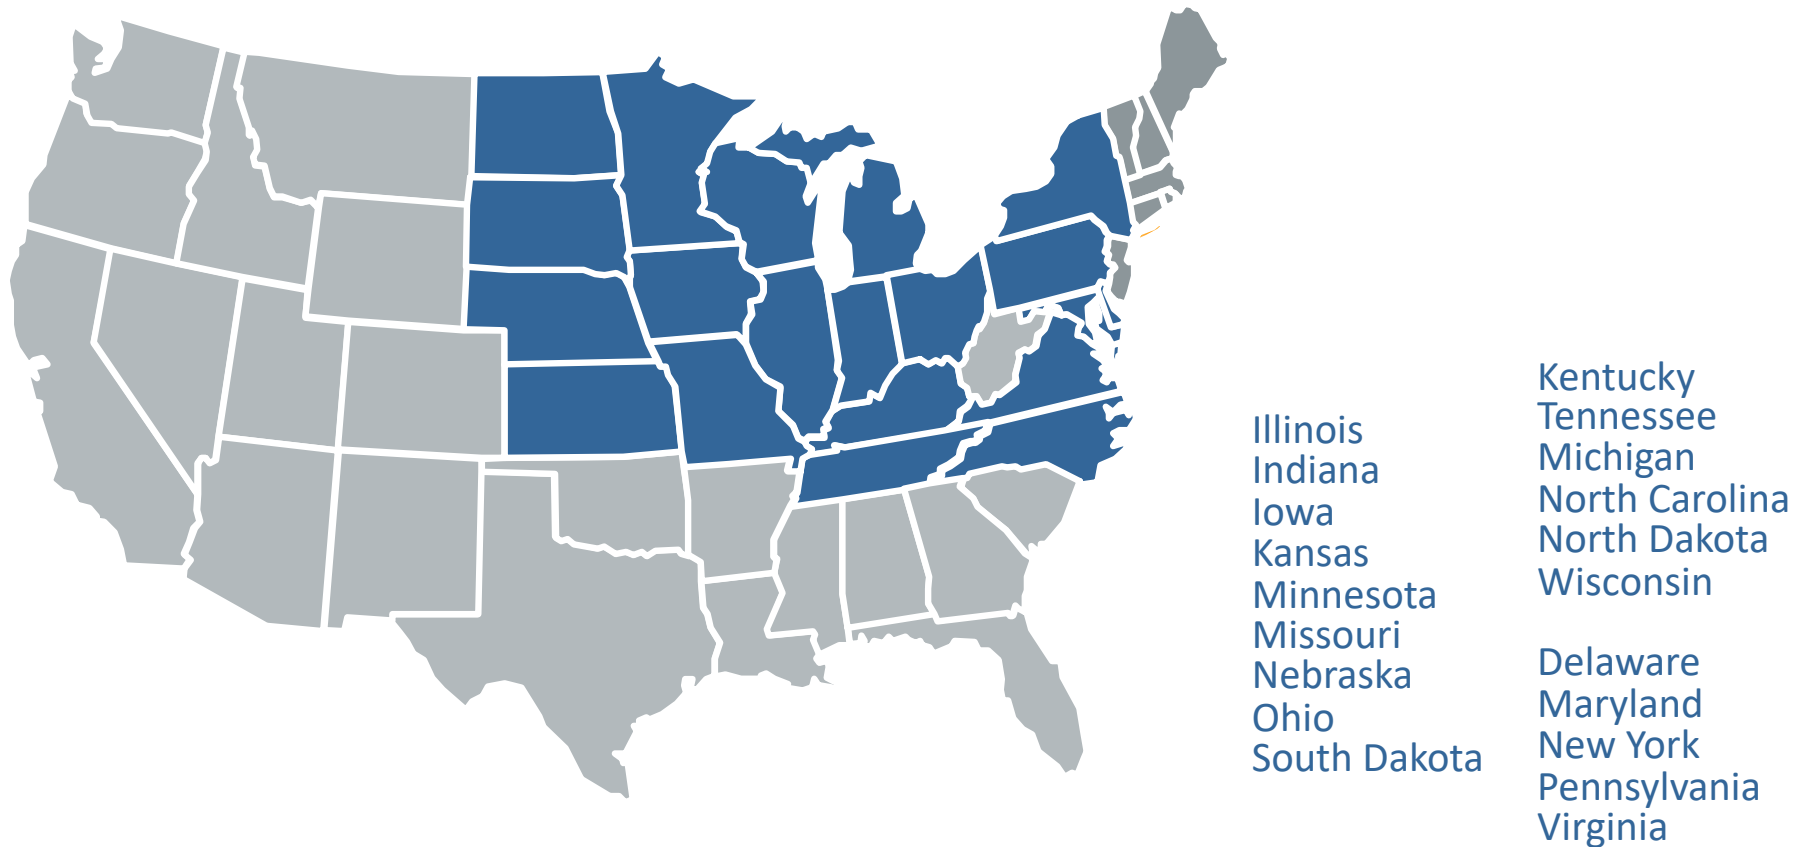 Illinois
Indiana
Iowa
Kansas
Minnesota
Missouri
Nebraska
Ohio
South Dakota
Kentucky
Tennessee
Michigan
North Carolina
North Dakota
Wisconsin
Delaware
Maryland
New York
Pennsylvania
Virginia